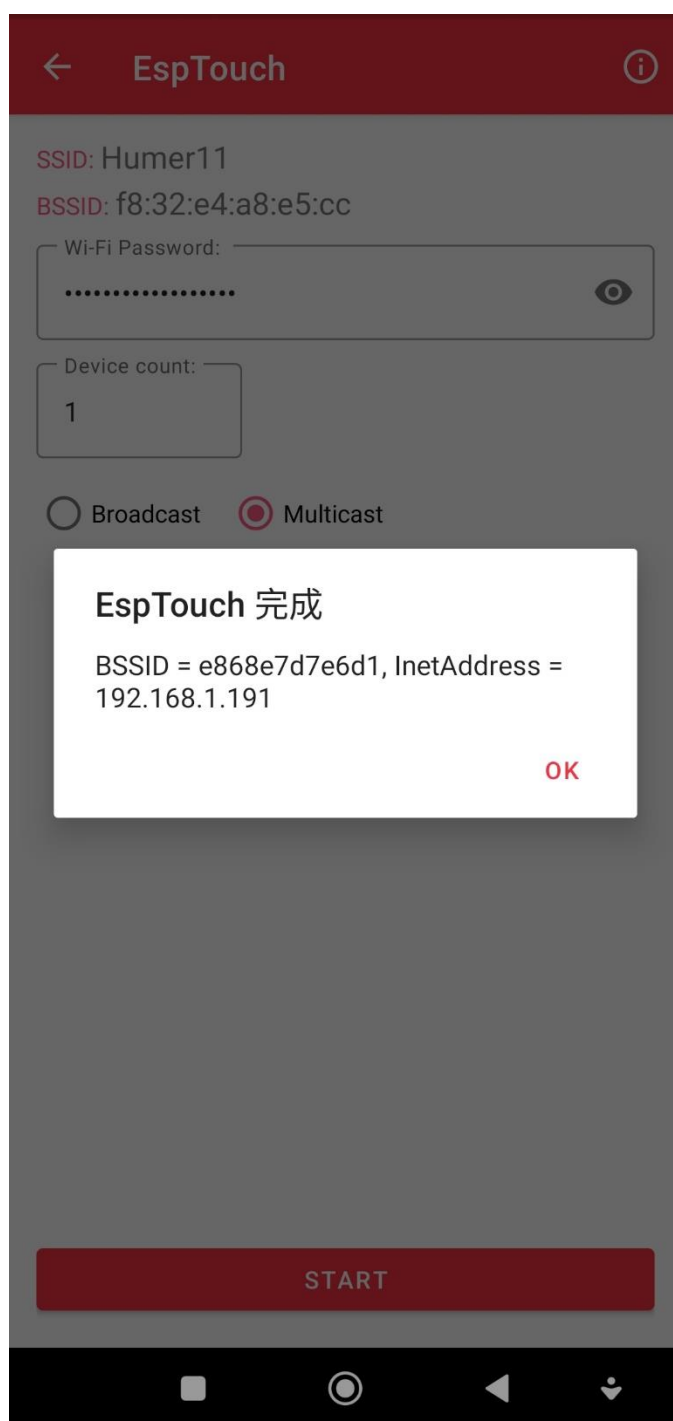 EspTouch
SSID: Humer11
BSSID: f8:32:e4:a8:e5:cc
Wi-Fi Password:
••••••••••••••••••
Device count:
1
Broadcast Multicast
EspTouch 完成
BSSID = e868e7d7e6d1, InetAddress =
192.168.1.191
OK
START